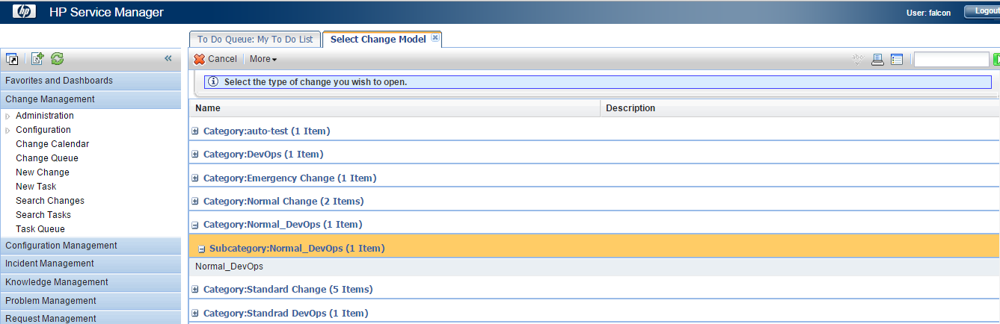 hp HP Service Manager
User: falcon Logout
To Do Queue: My To Do List Select Change Model
Cancel More
abc
Select the type of change you wish to open.
Favorites and Dashboards
Change Management
Administration
Configuration
Change Calendar
Change Queue
New Change
New Task
Search Changes
Search Tasks
Task Queue
Configuration Management
Incident Management
Knowledge Management
Problem Management
Request Management
Name Description
Category:auto-test (1 Item)
Category:DevOps (1 Item)
Category:Emergency Change (1 Item)
Category:Normal Change (2 Items)
Category:Normal_DevOps (1 Item)
Subcategory:Normal_DevOps (1 Item)
Normal_DevOps
Category:Standard Change (5 Items)
Category:Standrad DevOps (1 Item)